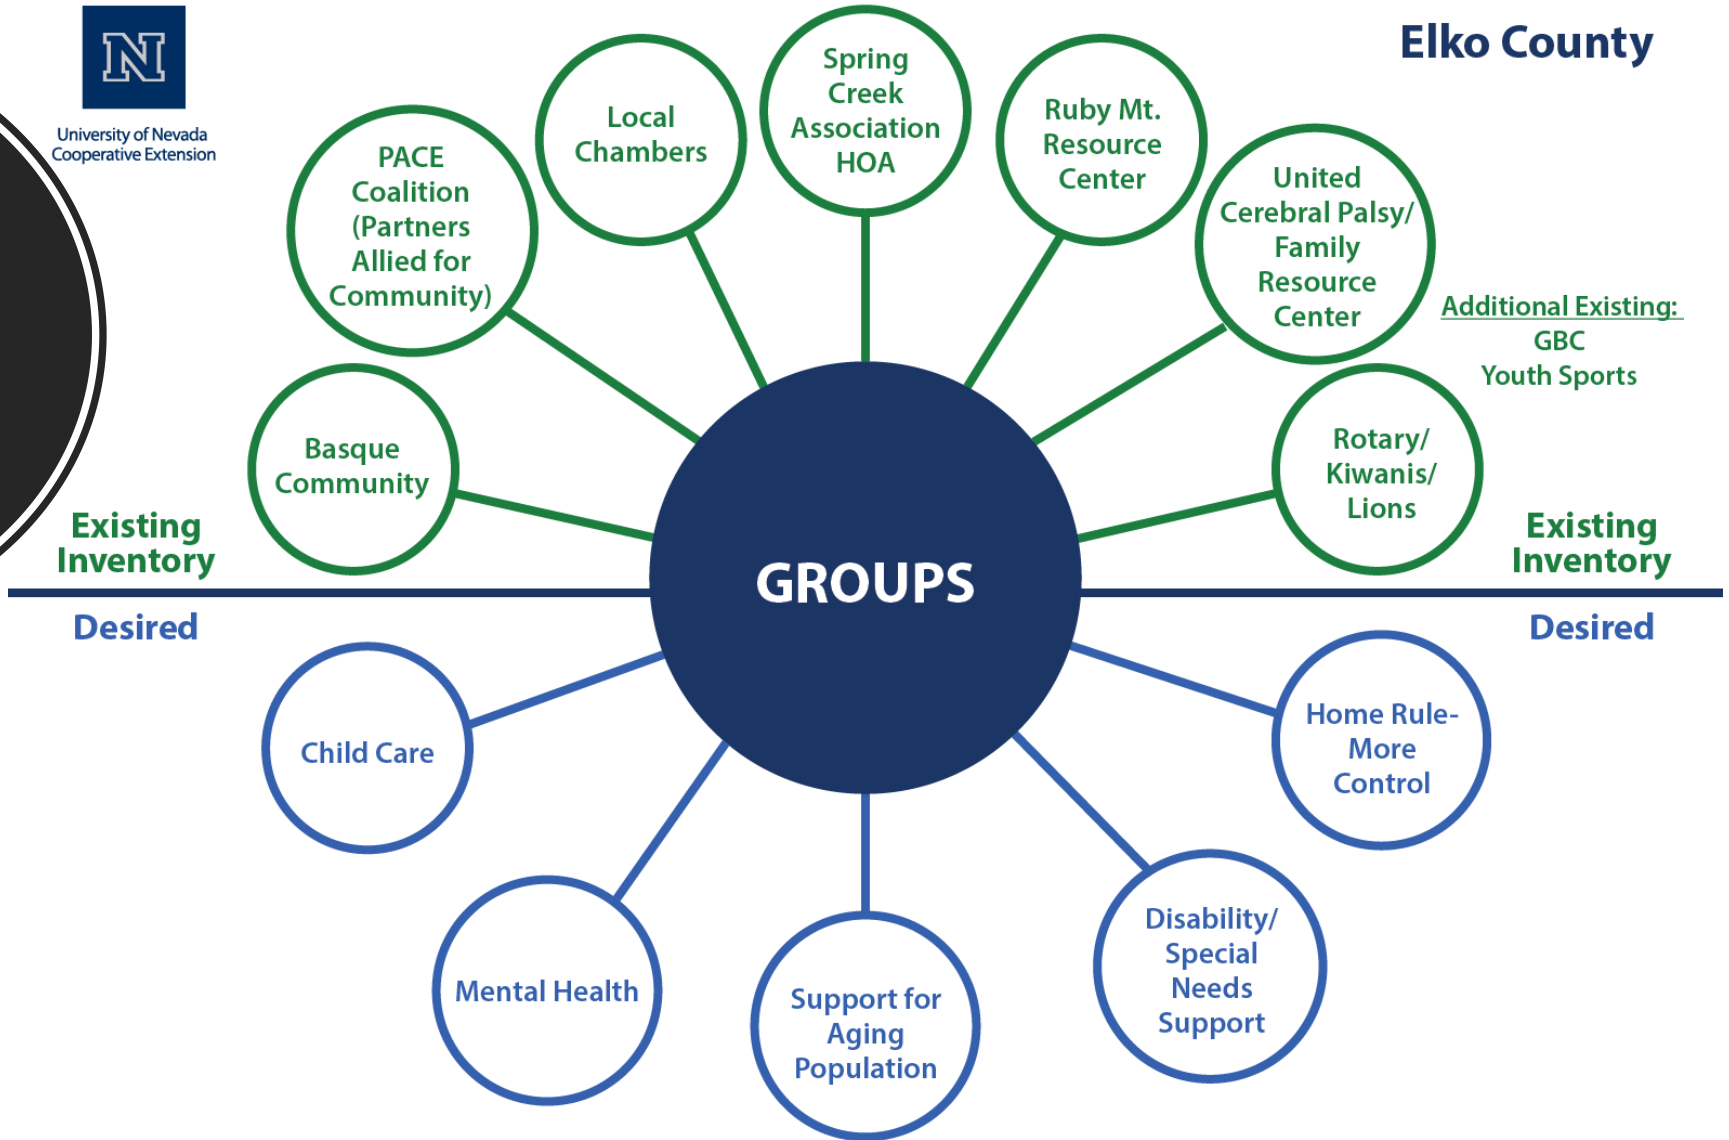 N
University of Nevada
Cooperative Extension
Elko County
Basque
Community
PACE
Coalition
(Partners
Allied for
Community)
Local
Chambers
Spring
Creek
Association
HOA
Ruby Mt.
Resource
Center
United
Cerebral Palsy/
Family
Resource
Center
Additional Existing:
GBC
Youth Sports
Rotary/
Kiwanis/
Lions
Existing
Inventory
Existing
Inventory
GROUPS
Desired
Desired
Child Care
Mental Health
Support for
Aging
Population
Disability/
Special
Needs
Support
Home Rule-
More
Control